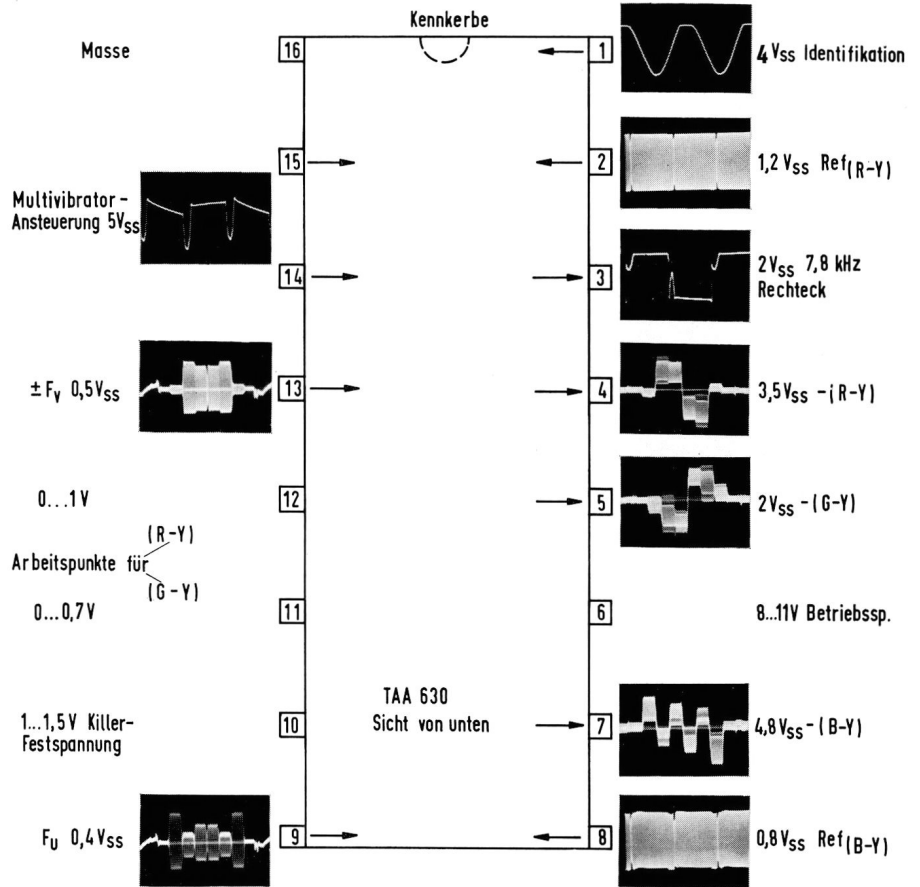 Kennkerbe
Masse
16
1
4 Vss Identifikation
15
2
1,2 Vss Ref(R-Y)
Multivibrator-
Ansteuerung 5Vss
14
3
2Vss 7,8 kHz
Rechteck
± Fv 0,5Vss
13
4
3,5Vss -(R-Y)
0...1V
12
5
2Vss -(G-Y)
(R-Y)
Arbeitspunkte für
(G-Y)
0...0,7V
11
6
8...11V Betriebssp.
TAA 630
Sicht von unten
1...1,5V Killer-
Festspannung
10
7
4,8Vss -(B-Y)
FU 0,4Vss
9
8
0,8Vss Ref(B-Y)